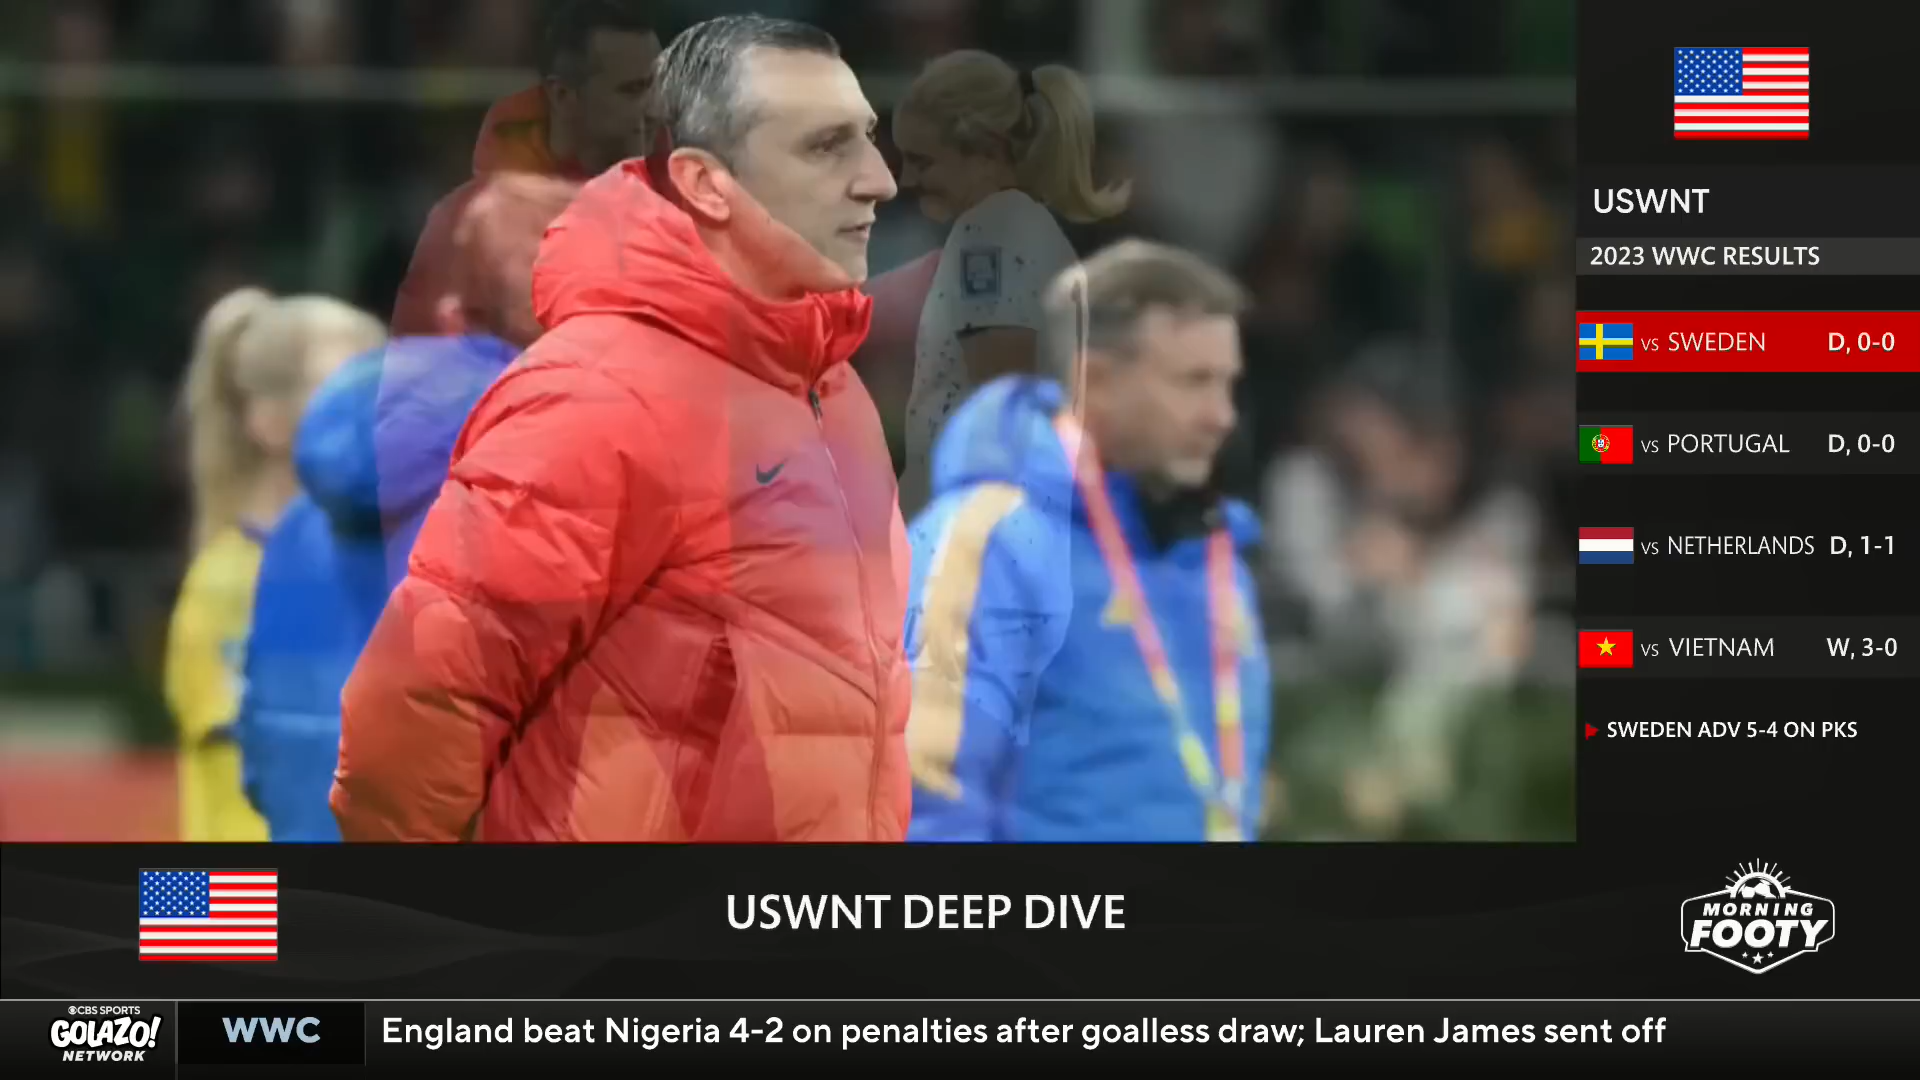 USWNT
2023 WWC RESULTS
vs SWEDEN D, 0-0
vs PORTUGAL D, 0-0
vs NETHERLANDS D, 1-1
vs VIETNAM W, 3-0
SWEDEN ADV 5-4 ON PKS
USWNT DEEP DIVE
MORNING
FOOTY
CBS SPORTS
GOLAZO!
NETWORK
WWC
England beat Nigeria 4-2 on penalties after goalless draw; Lauren James sent off